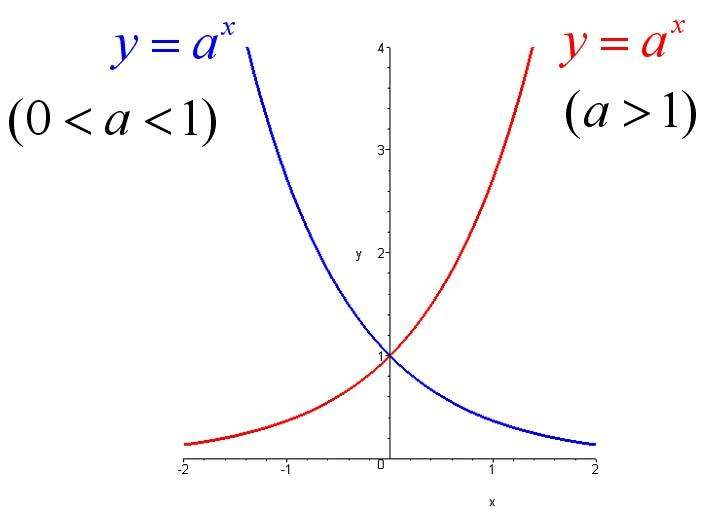 y = a^x
(0 < a < 1)
y = a^x
(a > 1)
4
3
y
2
1
0
-2
-1
1
2
x